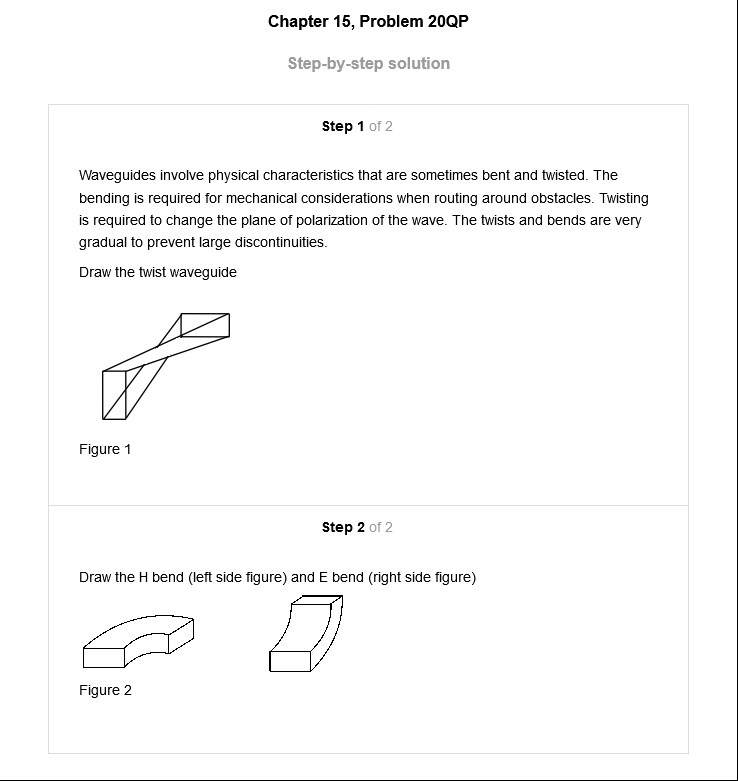 Chapter 15, Problem 20QP
Step-by-step solution
Step 1 of 2
Waveguides involve physical characteristics that are sometimes bent and twisted. The
bending is required for mechanical considerations when routing around obstacles. Twisting
is required to change the plane of polarization of the wave. The twists and bends are very
gradual to prevent large discontinuities.
Draw the twist waveguide
Figure 1
Step 2 of 2
Draw the H bend (left side figure) and E bend (right side figure)
Figure 2